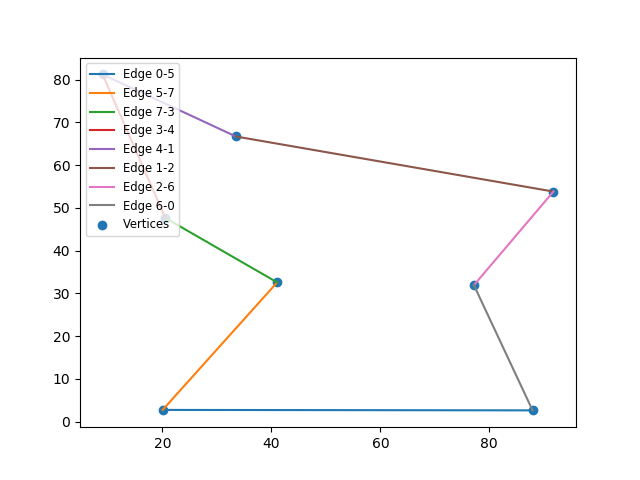 Edge 0-5
Edge 5-7
Edge 7-3
Edge 3-4
Edge 4-1
Edge 1-2
Edge 2-6
Edge 6-0
Vertices
80
70
60
50
40
30
20
10
0
20 40 60 80